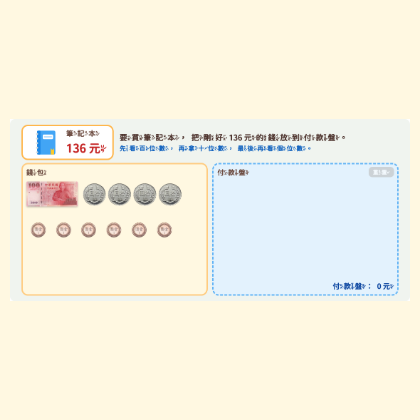 筆記本
136 元
要買筆記本， 把剛好 136 元的錢放到付款盤。
先看百位數， 再拿十位數， 最後再看個位數。
錢包
付款盤
100
付款盤： 0 元